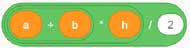 a + b * h / 2